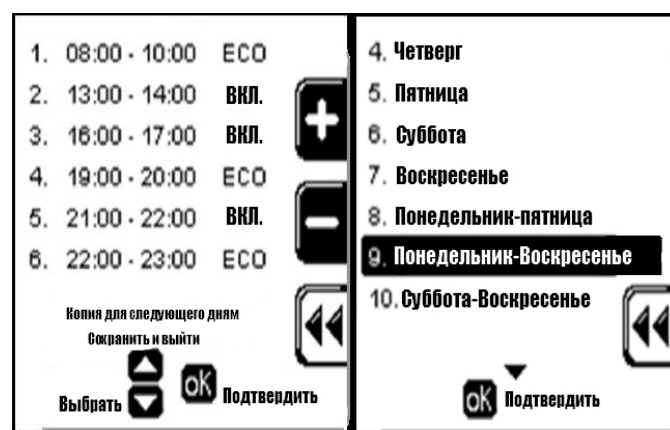 1. 08:00 - 10:00 ECO
2. 13:00 - 14:00 ВКЛ.
3. 16:00 - 17:00 ВКЛ.
4. 19:00 - 20:00 ECO
5. 21:00 - 22:00 ВКЛ.
6. 22:00 - 23:00 ECO
Копия для следующего дням
Сохранить и выйти
Выбрать oK Подтвердить
4. Четверг
5. Пятница
6. Суббота
7. Воскресенье
8. Понедельник-пятница
9. Понедельник-Воскресенье
10. Суббота-Воскресенье
oK Подтвердить